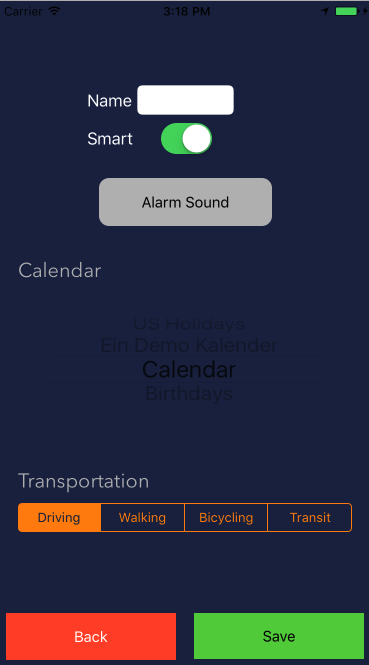 Carrier 3:18 PM
Name
Smart
Alarm Sound
Calendar
US Holidays
Ein Demo Kalender
Calendar
Birthdays
Transportation
Driving Walking Bicycling Transit
Back Save